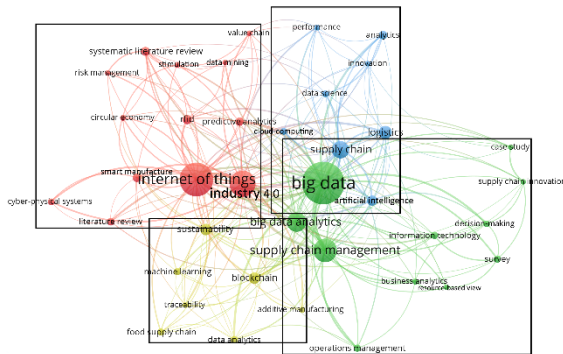 value chain
performance
analytics
systematic literature review
stimulation
data mining
innovation
risk management
data science
circular economy
rfid
predictive analytics
cloud computing
logistics
supply chain
case study
smart manufacture
internet of things
industry 4.0
big data
supply chain innovation
cyber-physical systems
artificial intelligence
literature review
sustainability
big data analytics
decision making
information technology
supply chain management
survey
machine learning
blockchain
business analytics
resource-based view
traceability
additive manufacturing
food supply chain
data analytics
operations management